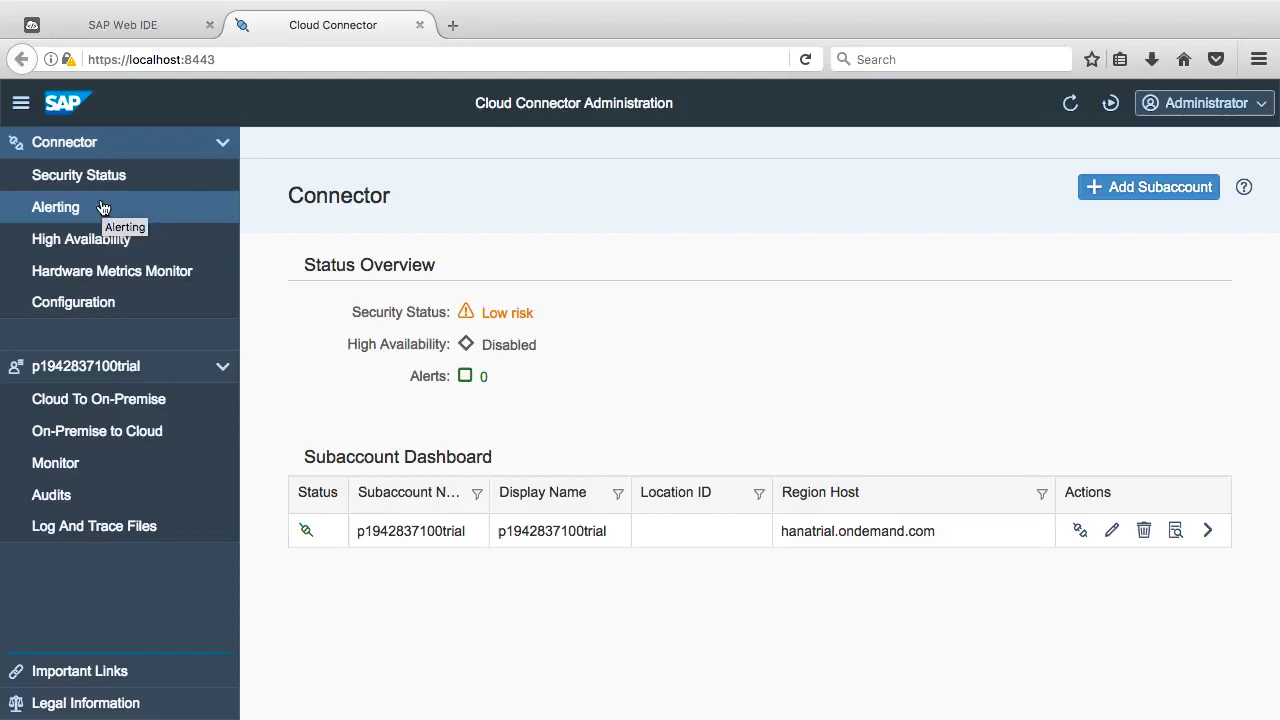 SAP Web IDE
Cloud Connector
https://localhost:8443
Search
SAP
Cloud Connector Administration
Administrator
Connector
Security Status
Alerting
Alerting
High Availability
Hardware Metrics Monitor
Configuration
p1942837100trial
Cloud To On-Premise
On-Premise to Cloud
Monitor
Audits
Log And Trace Files
Important Links
Legal Information
Connector
Add Subaccount
Status Overview
Security Status: Low risk
High Availability: Disabled
Alerts: 0
Subaccount Dashboard
Status Subaccount N... Display Name Location ID Region Host Actions
p1942837100trial p1942837100trial hanatrial.ondemand.com